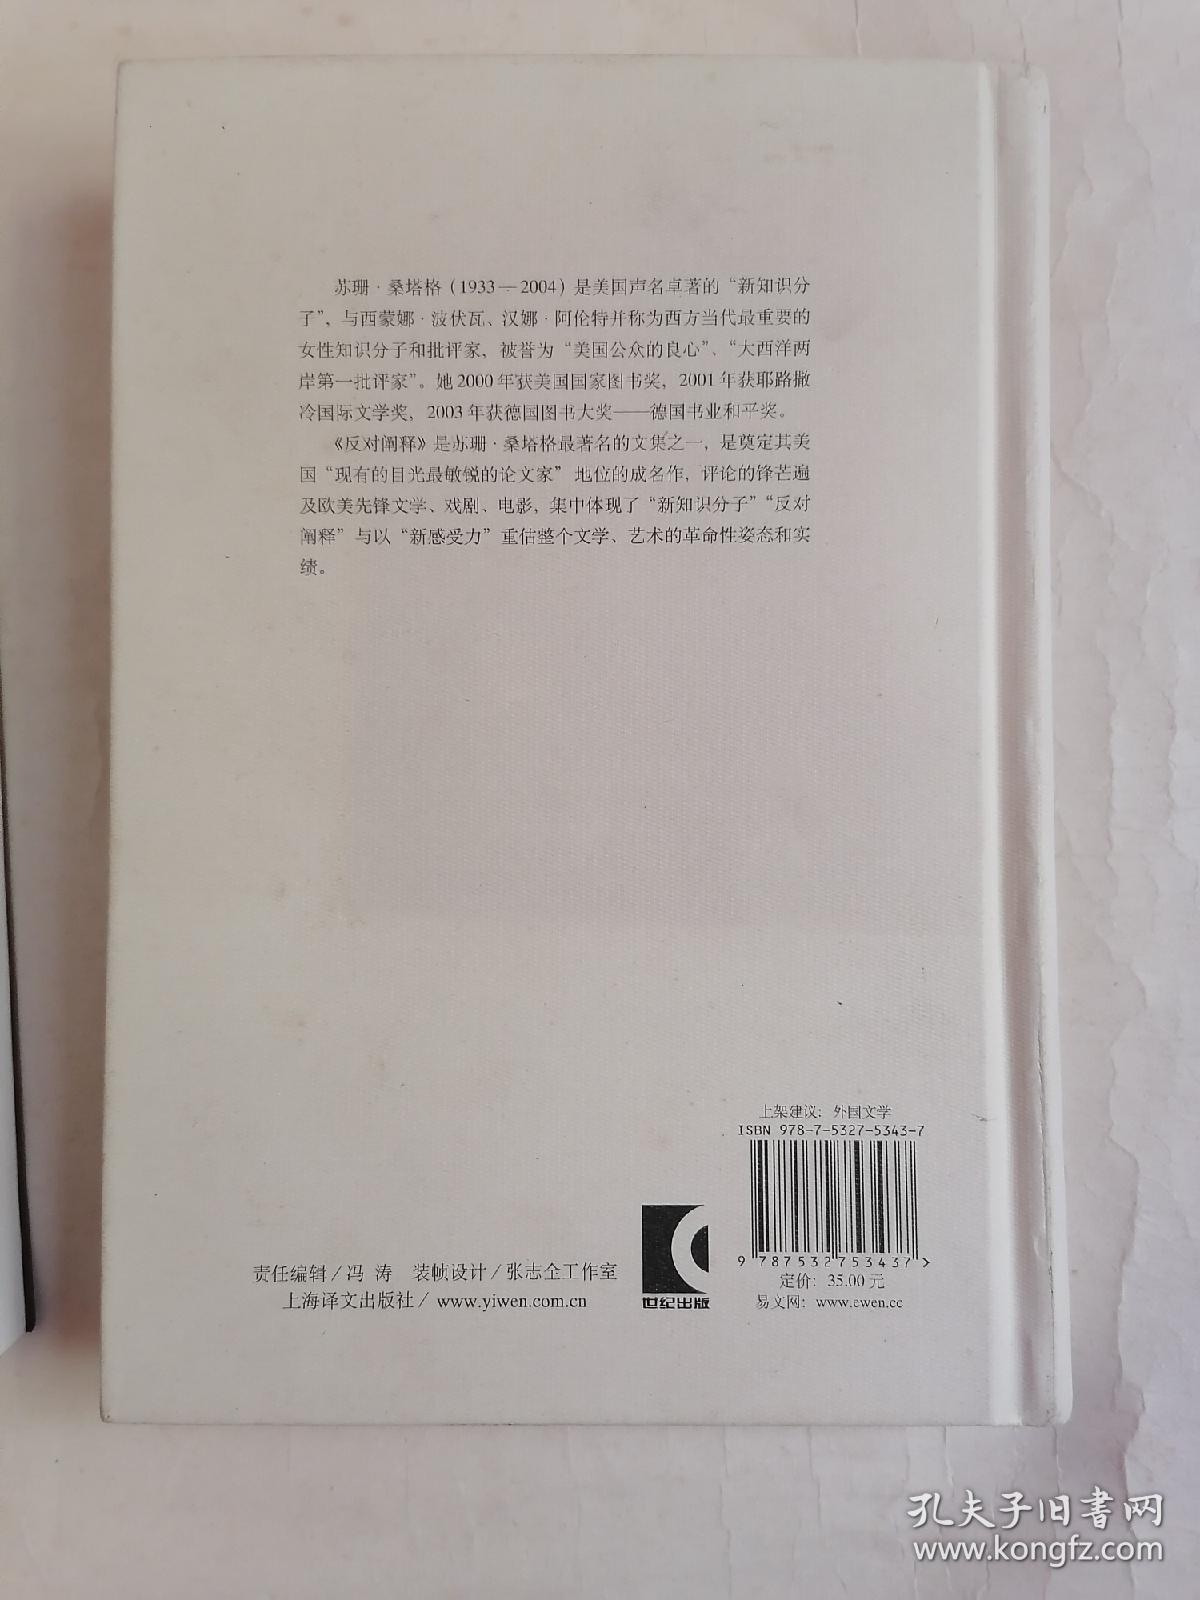 苏珊·桑塔格（1933—2004）是美国声名卓著的“新知识分
子”，与西蒙娜·波伏瓦、汉娜·阿伦特并称为西方当代最重要的
女性知识分子和批评家，被誉为“美国公众的良心”、“大西洋两
岸第一批评家”。她2000年获美国国家图书奖，2001年获耶路撒
冷国际文学奖，2003年获德国图书大奖——德国书业和平奖。
《反对阐释》是苏珊·桑塔格最著名的文集之一，是奠定其美
国“现有的目光最敏锐的论文家”地位的成名作，评论的锋芒遍
及欧美先锋文学、戏剧、电影，集中体现了“新知识分子”“反对
阐释”与以“新感受力”重估整个文学、艺术的革命性姿态和实
绩。
上架建议：外国文学
ISBN 978-7-5327-5343-7
9 787532 753437 >
定价：35.00元
易文网：www.ewen.cc
世纪出版
责任编辑/冯 涛 装帧设计/张志全工作室
上海译文出版社/www.yiwen.com.cn
孔夫子旧书网
www.kongfz.com